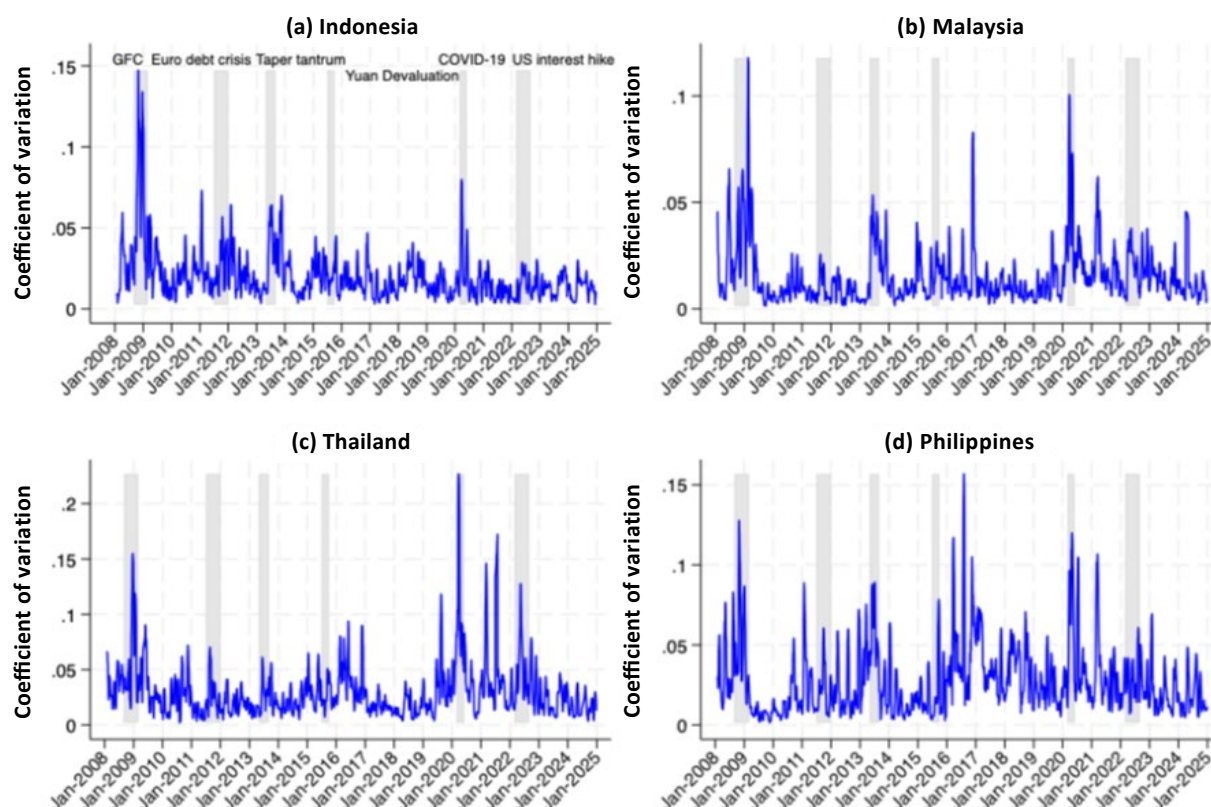 (a) Indonesia
GFC Euro debt crisis Taper tantrum COVID-19 US interest hike
Yuan Devaluation
Coefficient of variation
.15
.1
.05
0
Jan-2008
Jan-2009
Jan-2010
Jan-2011
Jan-2012
Jan-2013
Jan-2014
Jan-2015
Jan-2016
Jan-2017
Jan-2018
Jan-2019
Jan-2020
Jan-2021
Jan-2022
Jan-2023
Jan-2024
Jan-2025
(b) Malaysia
Coefficient of variation
.1
.05
0
Jan-2008
Jan-2009
Jan-2010
Jan-2011
Jan-2012
Jan-2013
Jan-2014
Jan-2015
Jan-2016
Jan-2017
Jan-2018
Jan-2019
Jan-2020
Jan-2021
Jan-2022
Jan-2023
Jan-2024
Jan-2025
(c) Thailand
Coefficient of variation
.2
.15
.1
.05
0
Jan-2008
Jan-2009
Jan-2010
Jan-2011
Jan-2012
Jan-2013
Jan-2014
Jan-2015
Jan-2016
Jan-2017
Jan-2018
Jan-2019
Jan-2020
Jan-2021
Jan-2022
Jan-2023
Jan-2024
Jan-2025
(d) Philippines
Coefficient of variation
.15
.1
.05
0
Jan-2008
Jan-2009
Jan-2010
Jan-2011
Jan-2012
Jan-2013
Jan-2014
Jan-2015
Jan-2016
Jan-2017
Jan-2018
Jan-2019
Jan-2020
Jan-2021
Jan-2022
Jan-2023
Jan-2024
Jan-2025